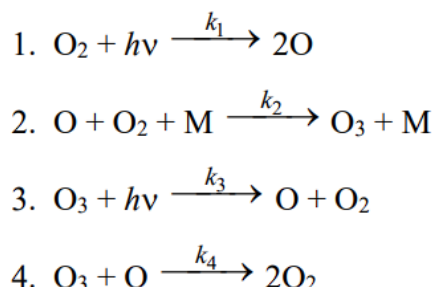 1. O₂ + hν —k₁→ 2O
2. O + O₂ + M —k₂→ O₃ + M
3. O₃ + hν —k₃→ O + O₂
4. O₃ + O —k₄→ 2O₂